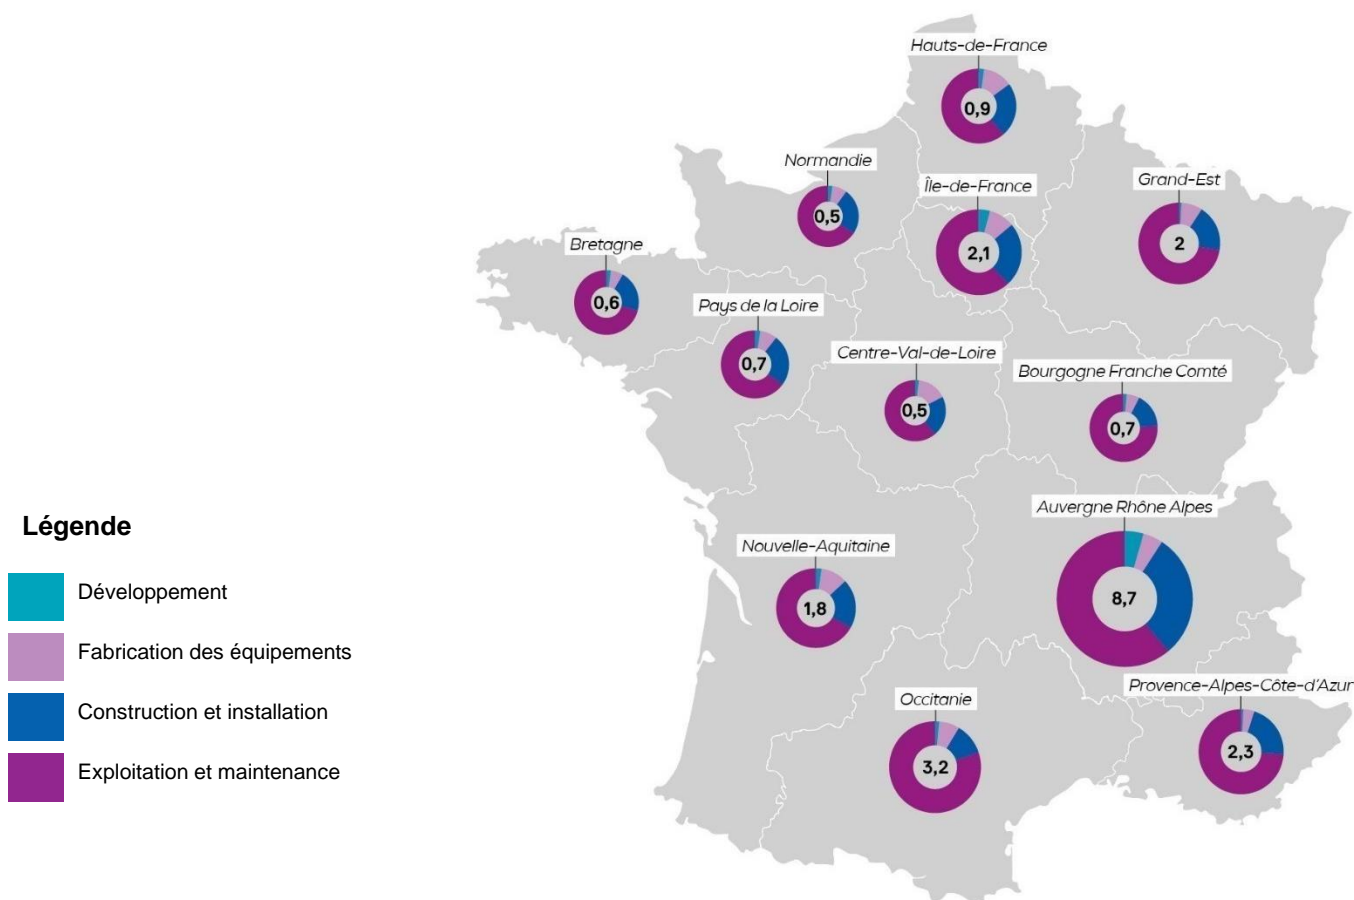 Hauts-de-France
0,9
Normandie
0,5
Île-de-France
2,1
Grand-Est
2
Bretagne
0,6
Pays de la Loire
0,7
Centre-Val-de-Loire
0,5
Bourgogne Franche Comté
0,7
Auvergne Rhône Alpes
8,7
Nouvelle-Aquitaine
1,8
Occitanie
3,2
Provence-Alpes-Côte-d'Azur
2,3
Légende
Développement
Fabrication des équipements
Construction et installation
Exploitation et maintenance